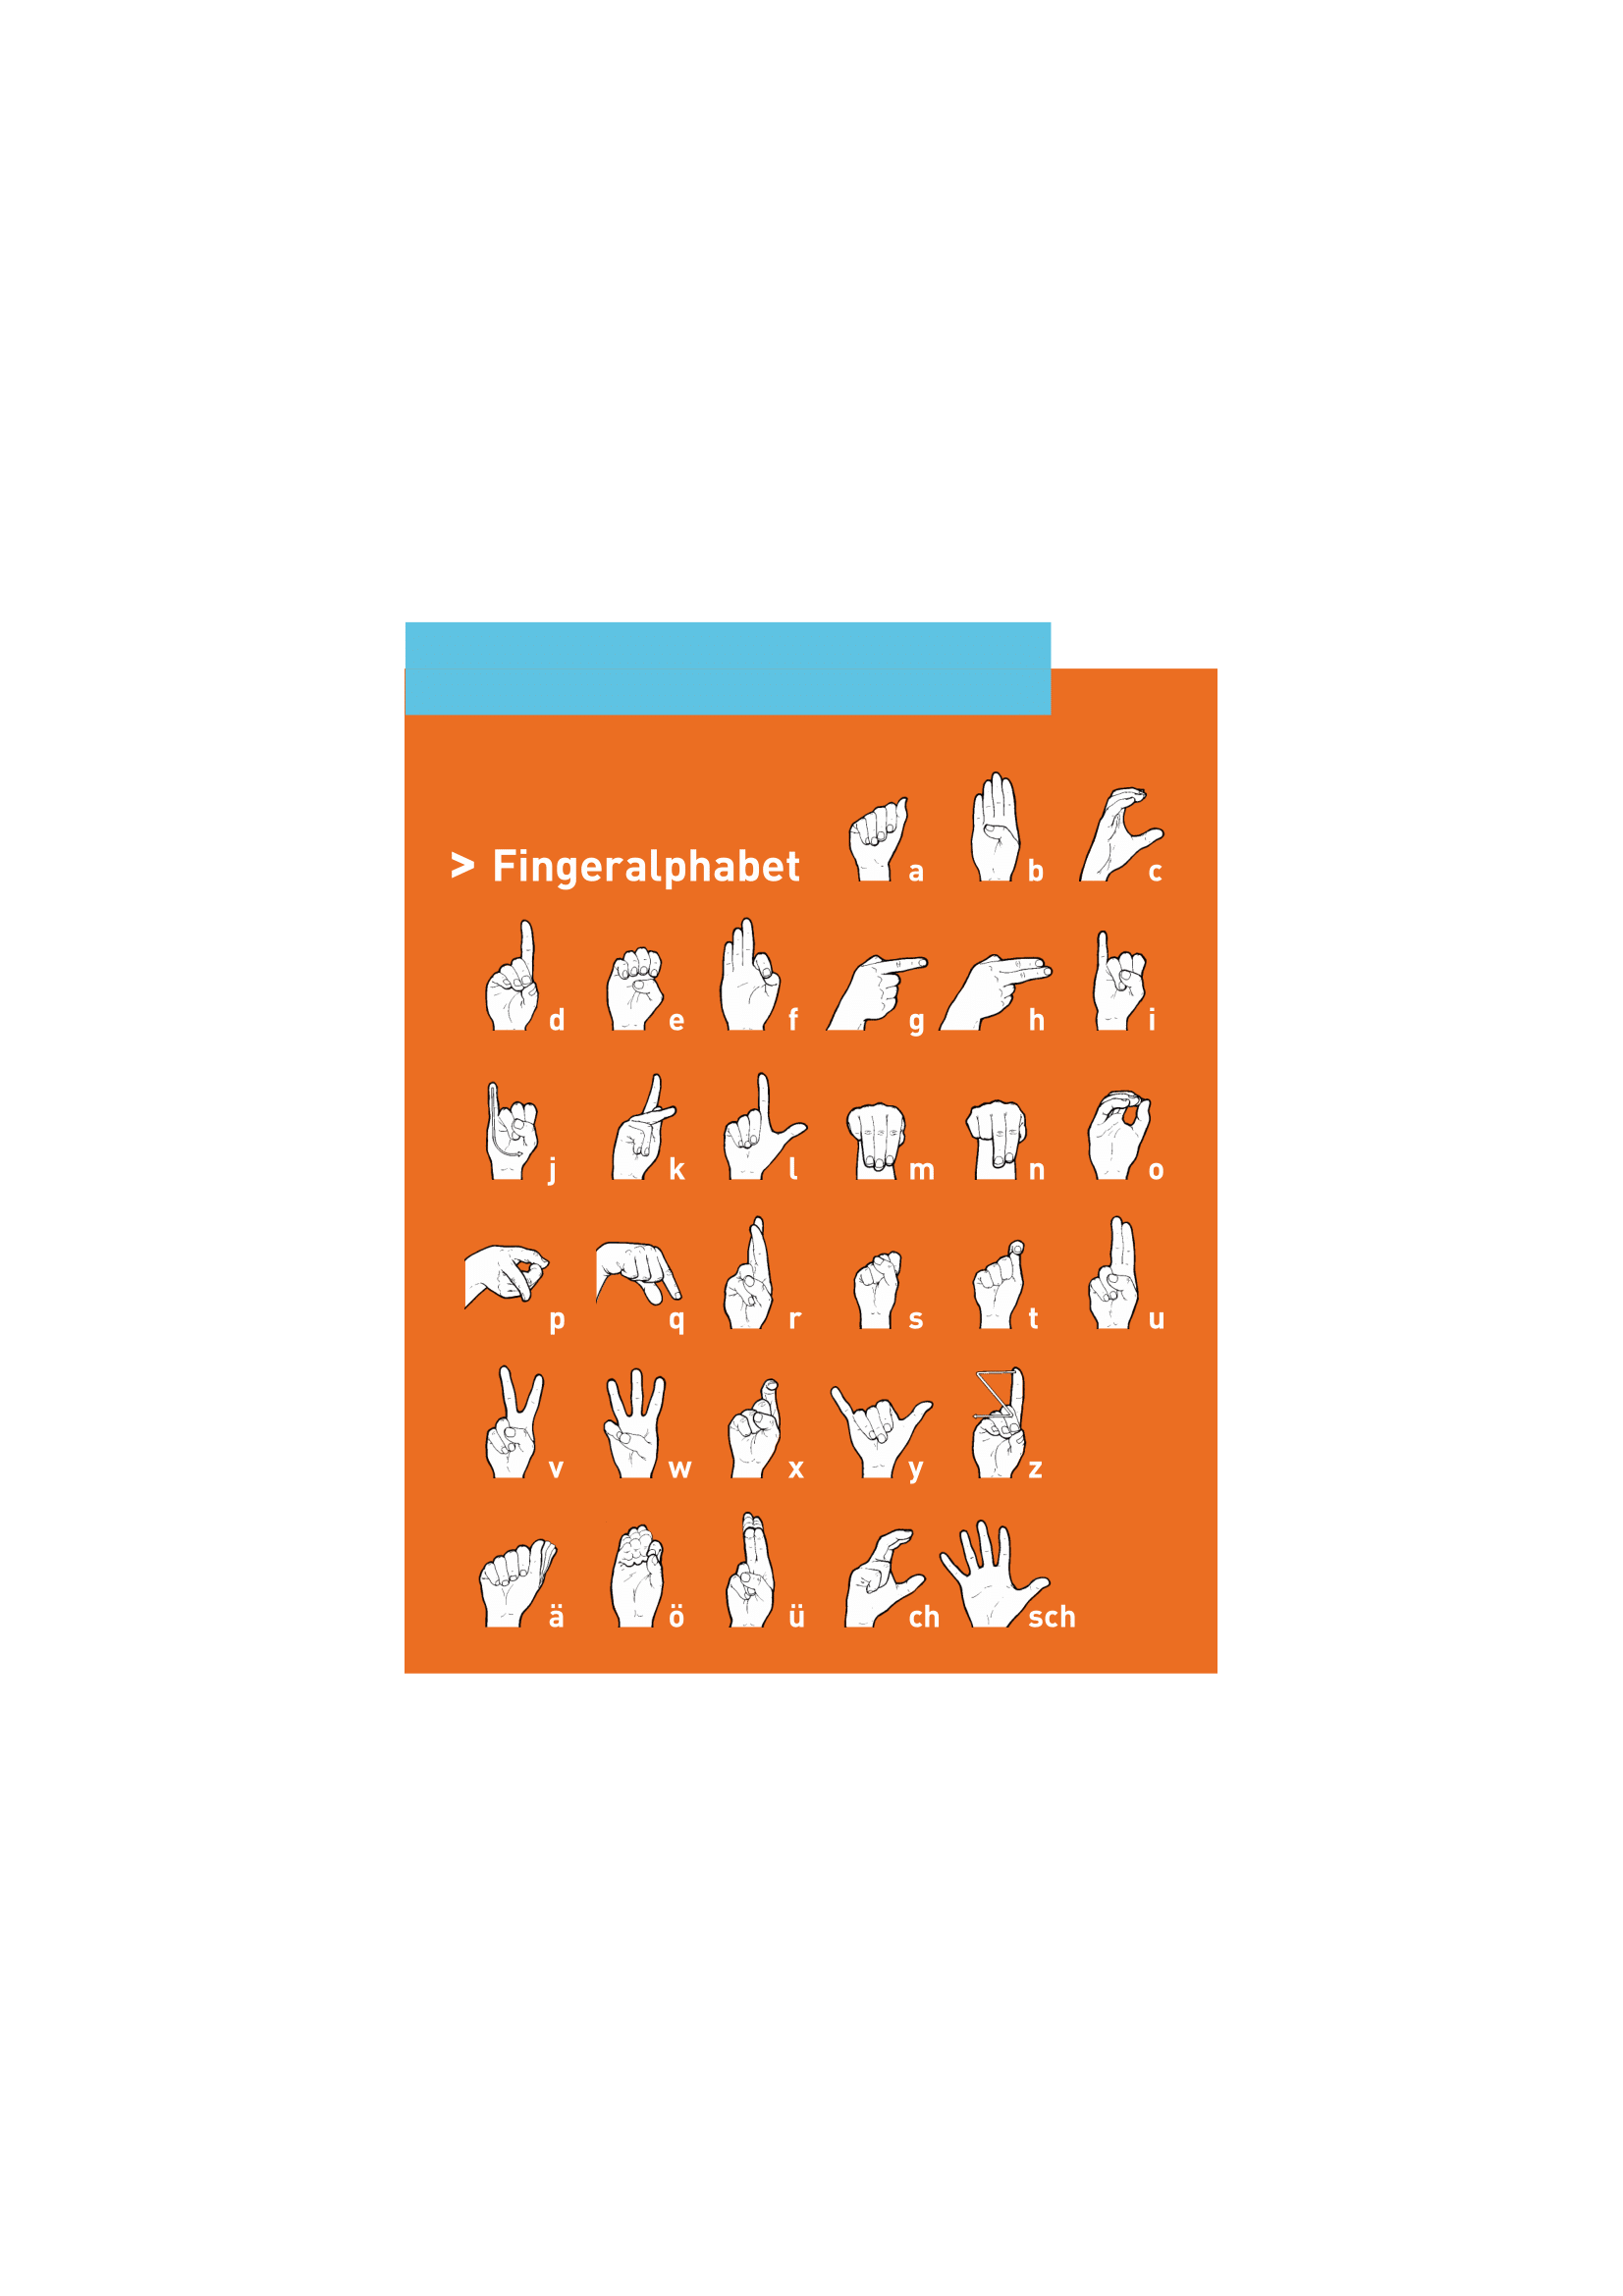 > Fingeralphabet a b c
d e f g h i
j k l m n o
p q r s t u
v w x y z
ä ö ü ch sch